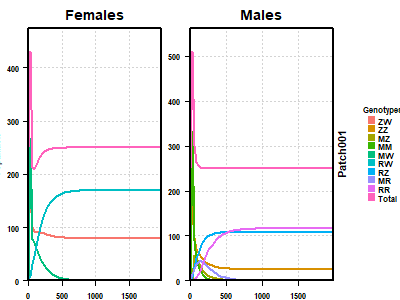 Females
Males
400
300
200
100
0
0
500
1000
1500
500
400
300
200
100
0
0
500
1000
1500
Patch001
Genotypes
ZW
ZZ
MZ
MM
MW
RW
RZ
MR
RR
Total